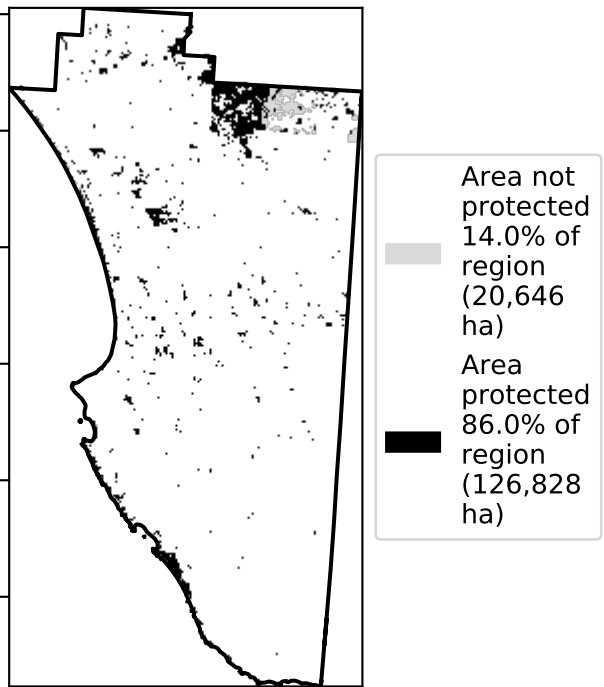 Area not
protected
14.0% of
region
(20,646
ha)
Area
protected
86.0% of
region
(126,828
ha)